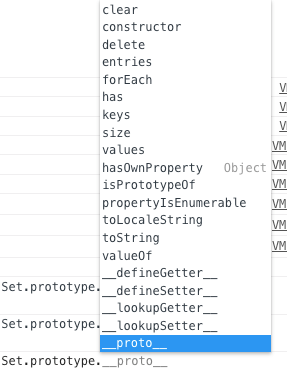 clear
constructor
delete
entries
forEach
has
keys
size
values
hasOwnProperty Object
isPrototypeOf
propertyIsEnumerable
toLocaleString
toString
valueOf
__defineGetter__
__defineSetter__
__lookupGetter__
__lookupSetter__
__proto__
VM
VM
VM
VM
VM
VM
VM
VM
VM
Set.prototype.
Set.prototype.
Set.prototype.__proto__